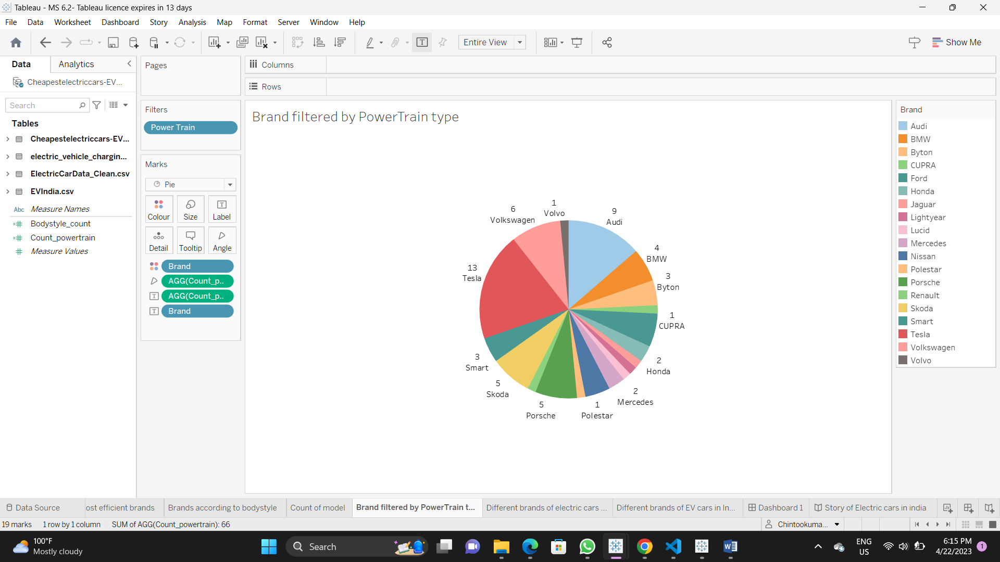 Tableau - MS 6.2- Tableau licence expires in 13 days
File Data Worksheet Dashboard Story Analysis Map Format Server Window Help
Entire View
Show Me
Data Analytics
Cheapestelectriccars-EV...
Search
Tables
Cheapestelectriccars-EV...
electric_vehicle_chargin...
ElectricCarData_Clean.csv
EVIndia.csv
Abc Measure Names
Bodystyle_count
Count_powertrain
Measure Values
Pages
Filters
Power Train
Marks
Pie
Colour Size Label
Detail Tooltip Angle
Brand
AGG(Count_p..
AGG(Count_p..
Brand
Columns
Rows
Brand filtered by PowerTrain type
1
Volvo
9
Audi
4
BMW
3
Byton
1
CUPRA
2
Honda
2
Mercedes
1
Polestar
5
Porsche
5
Skoda
3
Smart
13
Tesla
6
Volkswagen
Brand
Audi
BMW
Byton
CUPRA
Ford
Honda
Jaguar
Lightyear
Lucid
Mercedes
Nissan
Polestar
Porsche
Renault
Skoda
Smart
Tesla
Volkswagen
Volvo
Data Source ost efficient brands Brands according to bodystyle Count of model Brand filtered by PowerTrain t... Different brands of electric cars ... Different brands of EV cars in In... Dashboard 1 Story of Electric cars in india
19 marks 1 row by 1 column SUM of AGG(Count_powertrain): 66 Chintookuma...
100°F
Mostly cloudy
Search
ENG
US
6:15 PM
4/22/2023
1